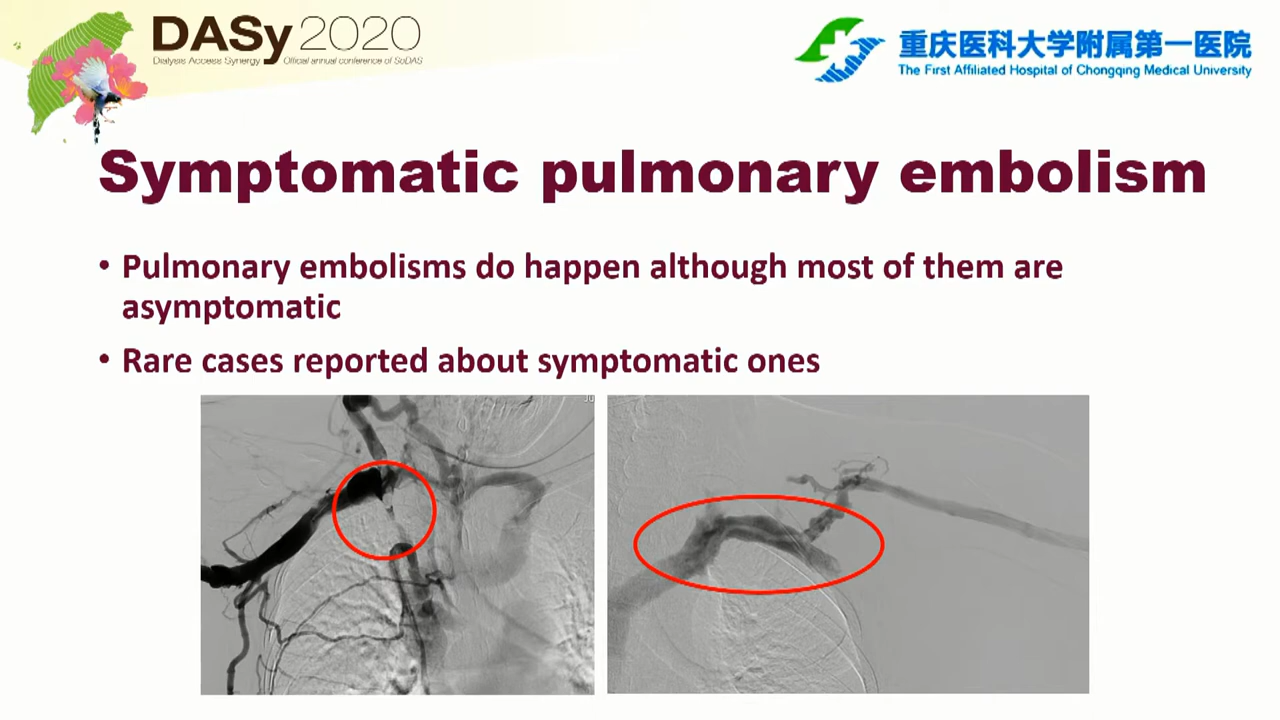 DASy2020
Dialysis Access Synergy Official annual conference of SoDAS
重庆医科大学附属第一医院
The First Affiliated Hospital of Chongqing Medical University
Symptomatic pulmonary embolism
• Pulmonary embolisms do happen although most of them are
asymptomatic
• Rare cases reported about symptomatic ones